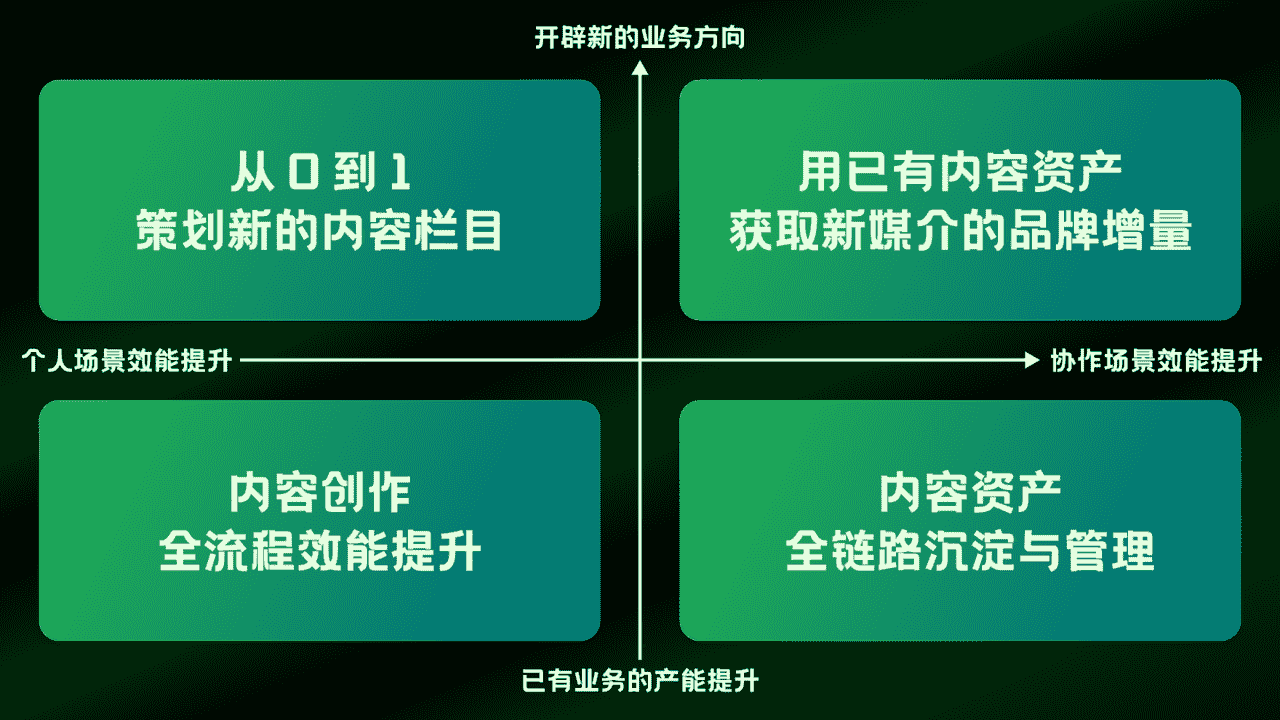 开辟新的业务方向
从 0 到 1
策划新的内容栏目
用已有内容资产
获取新媒介的品牌增量
个人场景效能提升
协作场景效能提升
内容创作
全流程效能提升
内容资产
全链路沉淀与管理
已有业务的产能提升